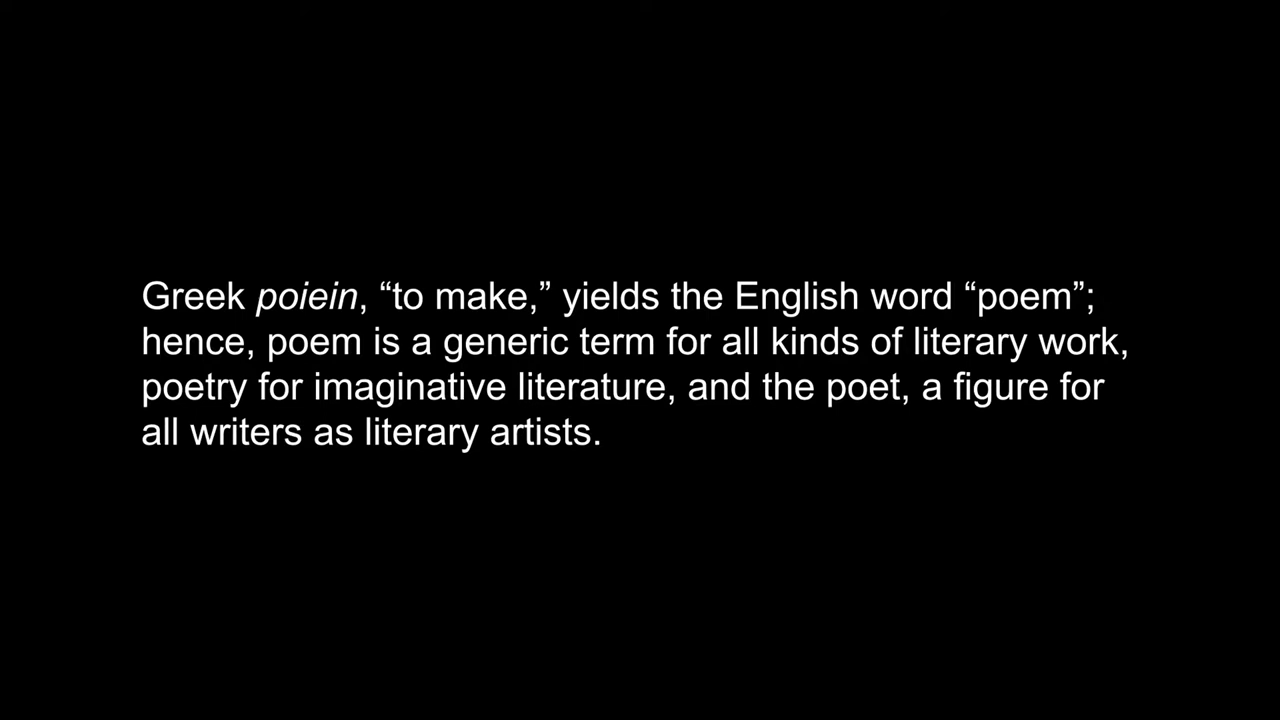 Greek poiein, “to make,” yields the English word “poem”;
hence, poem is a generic term for all kinds of literary work,
poetry for imaginative literature, and the poet, a figure for
all writers as literary artists.